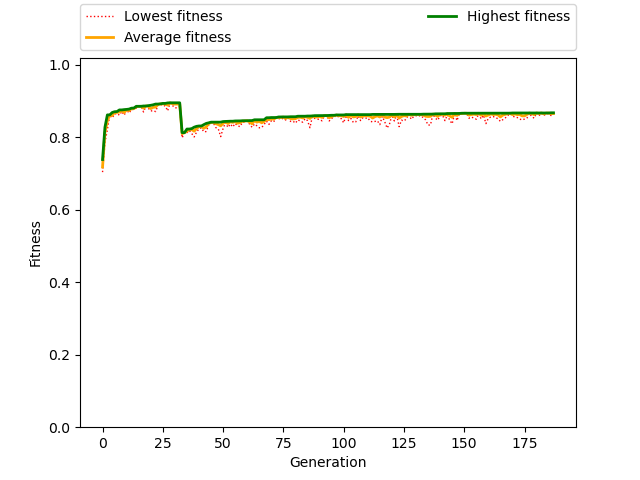 Lowest fitness
Average fitness
Highest fitness
1.0
0.8
0.6
0.4
0.2
0.0
Fitness
0 25 50 75 100 125 150 175
Generation